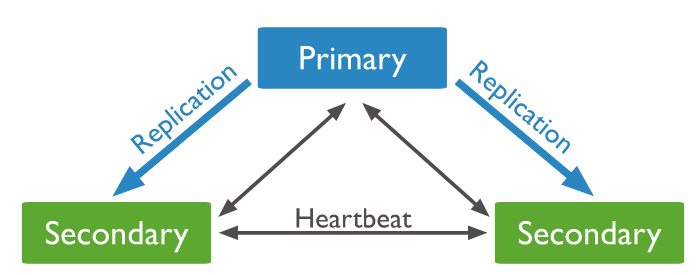 Primary
Replication
Replication
Heartbeat
Secondary
Secondary